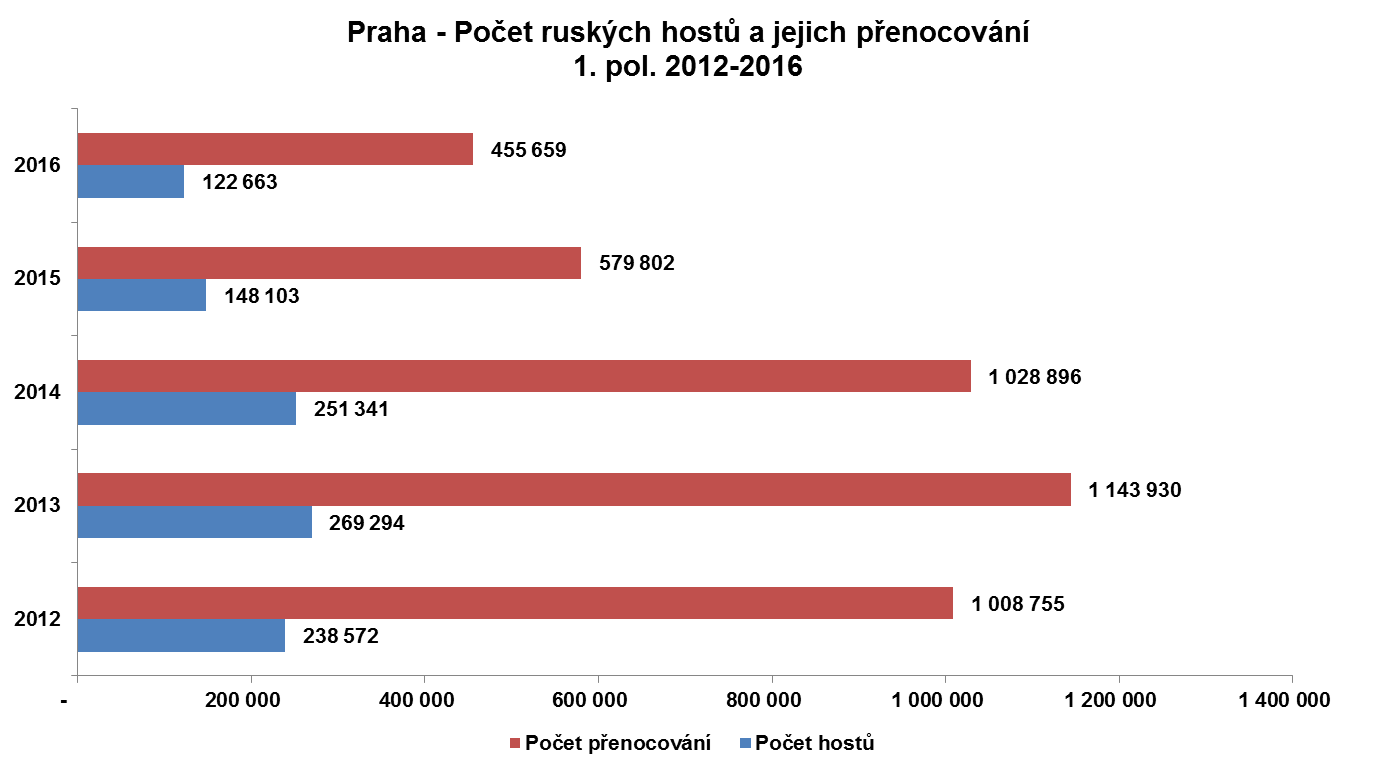 Praha - Počet ruských hostů a jejich přenocování
1. pol. 2012-2016
2016
455 659
122 663
2015
579 802
148 103
2014
1 028 896
251 341
2013
1 143 930
269 294
2012
1 008 755
238 572
- 200 000 400 000 600 000 800 000 1 000 000 1 200 000 1 400 000
Počet přenocování Počet hostů